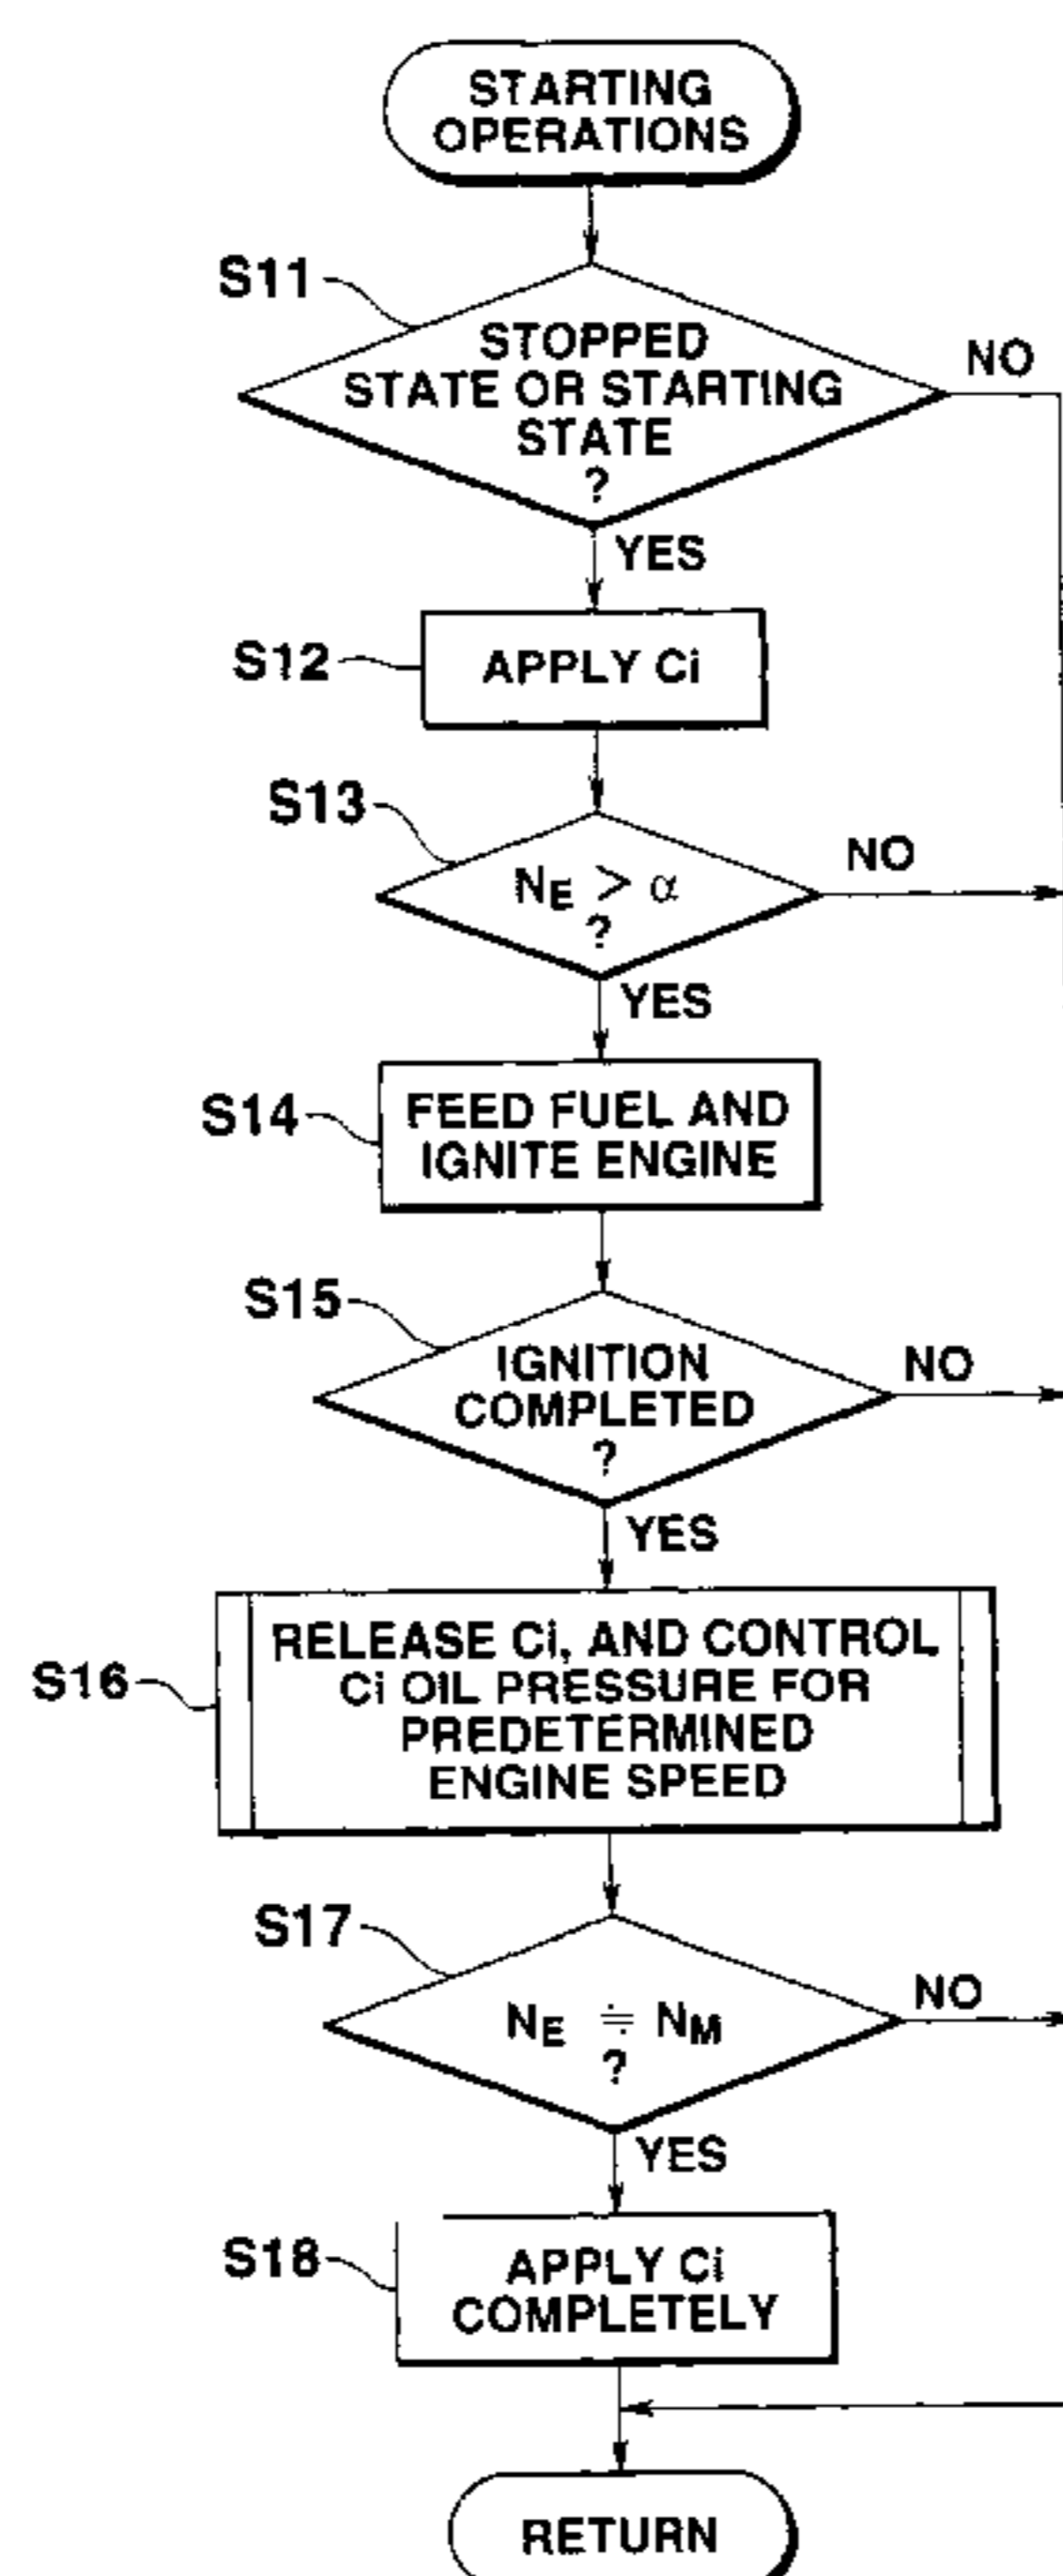 STARTING
OPERATIONS
S11
STOPPED
STATE OR STARTING
STATE
?
NO
YES
S12
APPLY Ci
S13
NE > α
?
NO
YES
S14
FEED FUEL AND
IGNITE ENGINE
S15
IGNITION
COMPLETED
?
NO
YES
S16
RELEASE Ci, AND CONTROL
Ci OIL PRESSURE FOR
PREDETERMINED
ENGINE SPEED
S17
NE ≒ NM
?
NO
YES
S18
APPLY Ci
COMPLETELY
RETURN